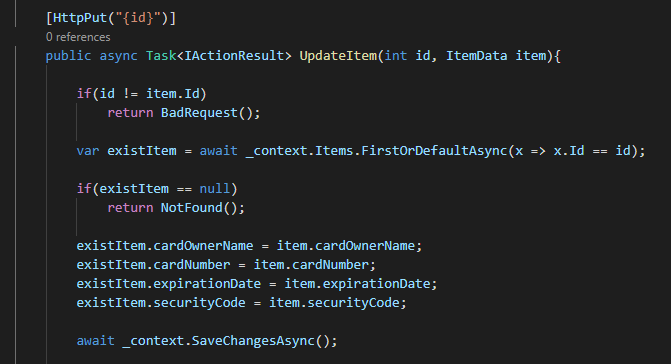 [HttpPut("{id}")]
0 references
public async Task<IActionResult> UpdateItem(int id, ItemData item){
if(id != item.Id)
return BadRequest();
var existItem = await _context.Items.FirstOrDefaultAsync(x => x.Id == id);
if(existItem == null)
return NotFound();
existItem.cardOwnerName = item.cardOwnerName;
existItem.cardNumber = item.cardNumber;
existItem.expirationDate = item.expirationDate;
existItem.securityCode = item.securityCode;
await _context.SaveChangesAsync();